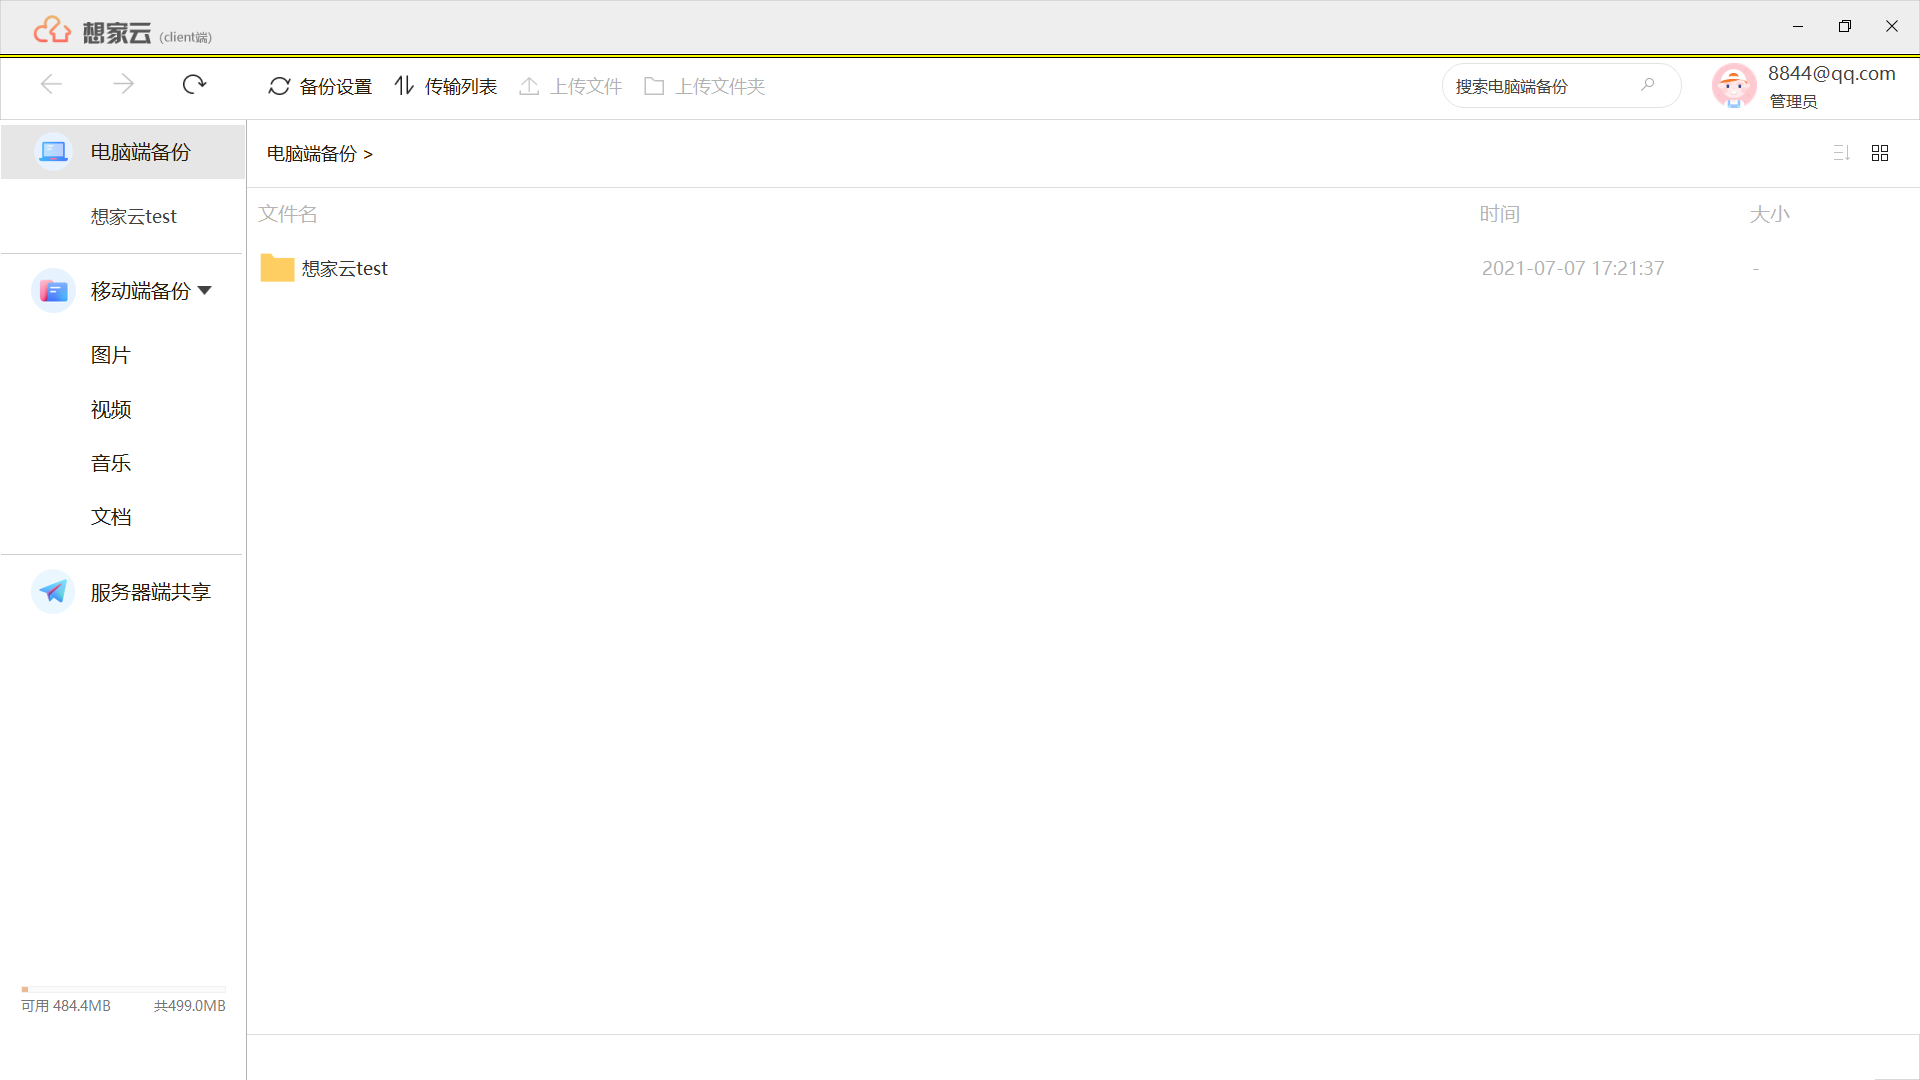 想家云 (client端)
备份设置 传输列表 上传文件 上传文件夹
搜索电脑端备份
8844@qq.com
管理员
电脑端备份
想家云test
移动端备份
图片
视频
音乐
文档
服务器端共享
可用 484.4MB 共499.0MB
电脑端备份 >
文件名 时间 大小
想家云test 2021-07-07 17:21:37 -